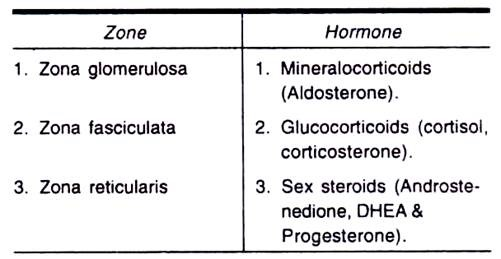 Zone Hormone
1. Zona glomerulosa 1. Mineralocorticoids
(Aldosterone).
2. Zona fasciculata 2. Glucocorticoids (cortisol,
corticosterone).
3. Zona reticularis 3. Sex steroids (Androste-
nedione, DHEA &
Progesterone).